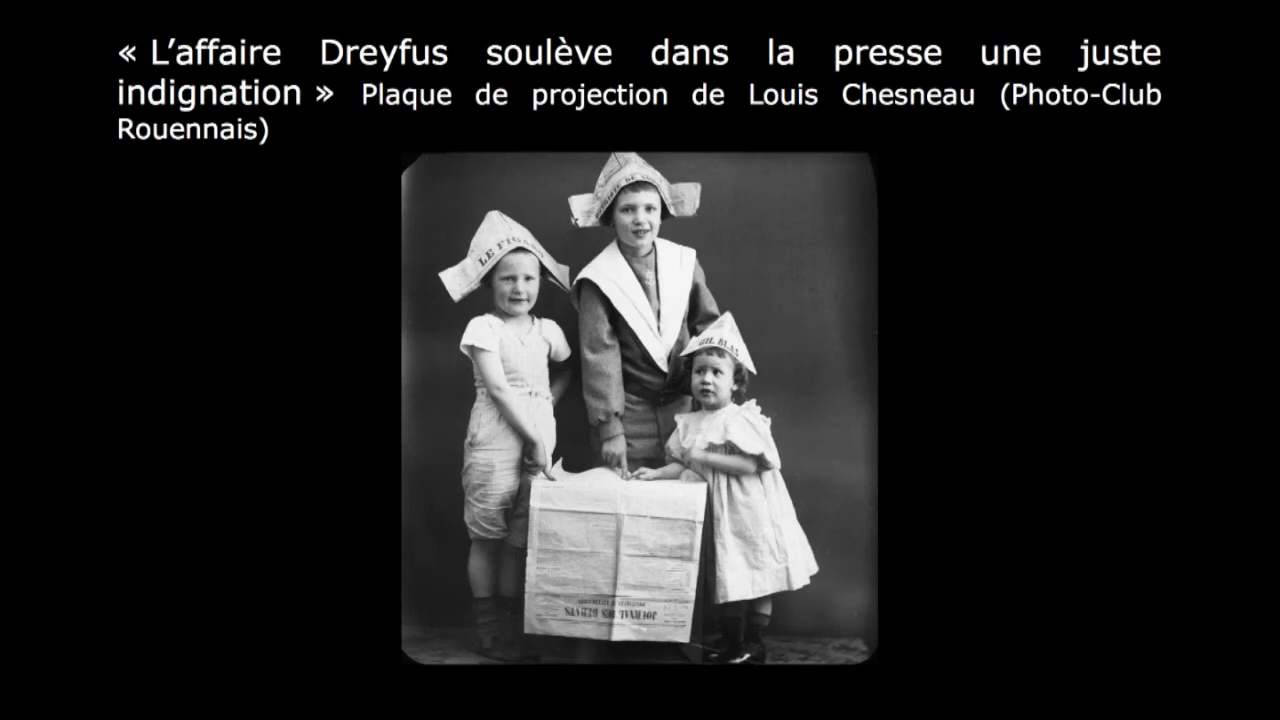 « L’affaire Dreyfus soulève dans la presse une juste
indignation » Plaque de projection de Louis Chesneau (Photo-Club
Rouennais)
LE FIGARO
GIL BLAS
JOURNAL DES DEBATS